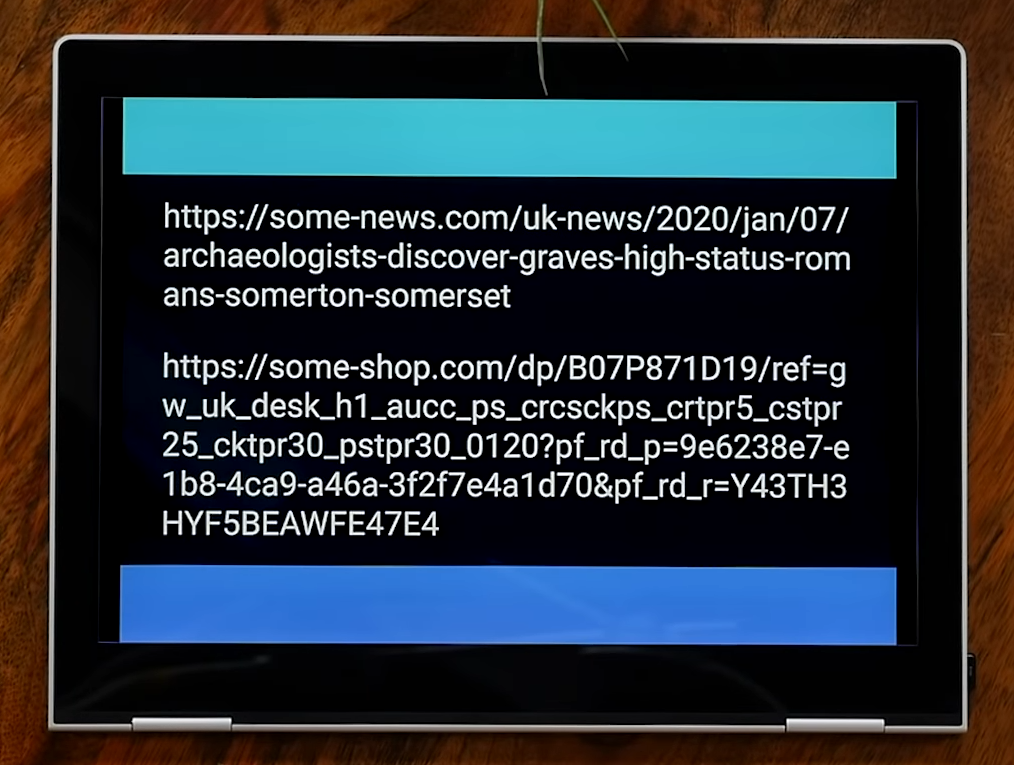 https://some-news.com/uk-news/2020/jan/07/
archaeologists-discover-graves-high-status-rom
ans-somerton-somerset
https://some-shop.com/dp/B07P871D19/ref=g
w_uk_desk_h1_aucc_ps_crcsckps_crtpr5_cstpr
25_cktpr30_pstpr30_0120?pf_rd_p=9e6238e7-e
1b8-4ca9-a46a-3f2f7e4a1d70&pf_rd_r=Y43TH3
HYF5BEAWFE47E4